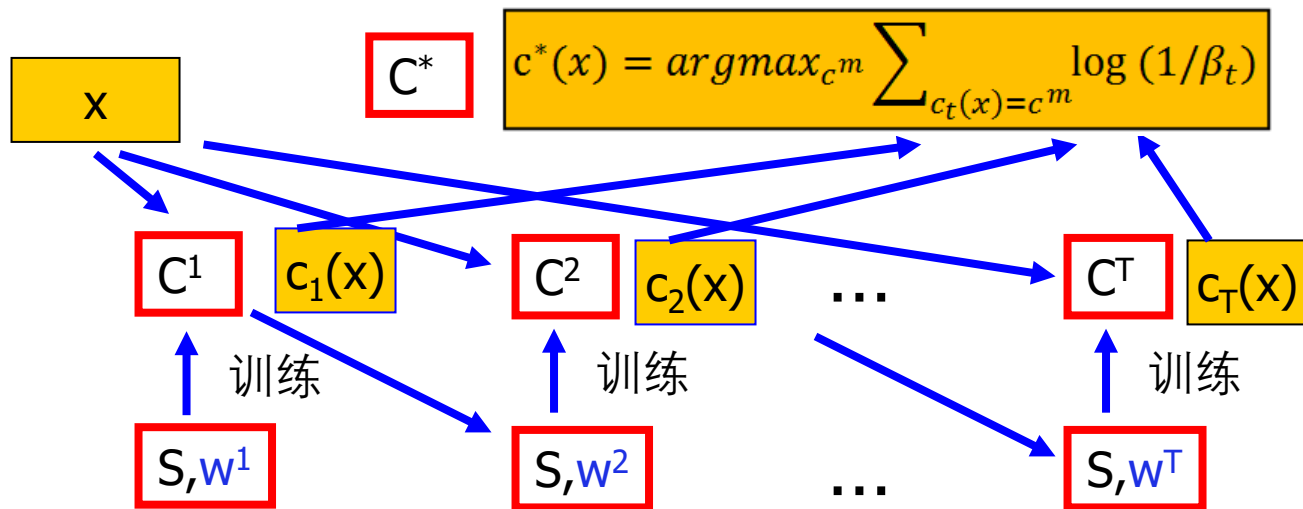 x
C*
c*(x) = argmax_{c^m} ∑_{c_t(x)=c^m} log (1/β_t)
C¹ c₁(x) C² c₂(x) … Cᵀ c_T(x)
训练 训练 训练
S,w¹ S,w² … S,wᵀ